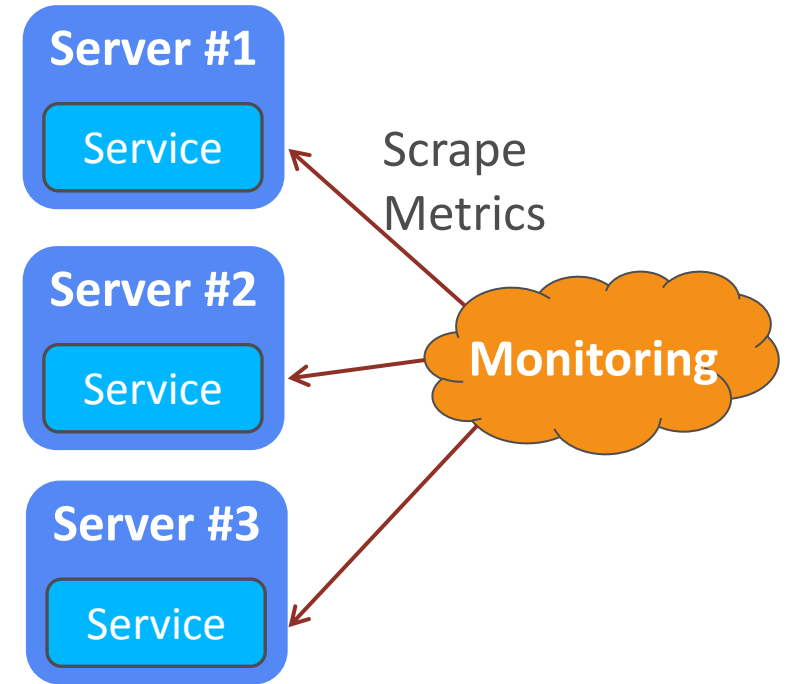 Server #1
Service
Scrape
Metrics
Server #2
Service
Monitoring
Server #3
Service